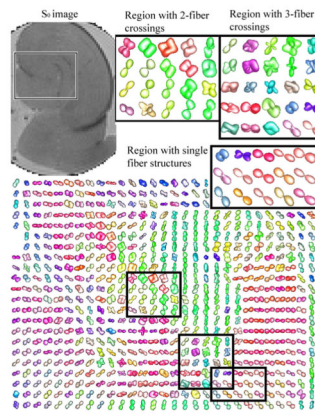 S₀ image
Region with 2-fiber
crossings
Region with 3-fiber
crossings
Region with single
fiber structures